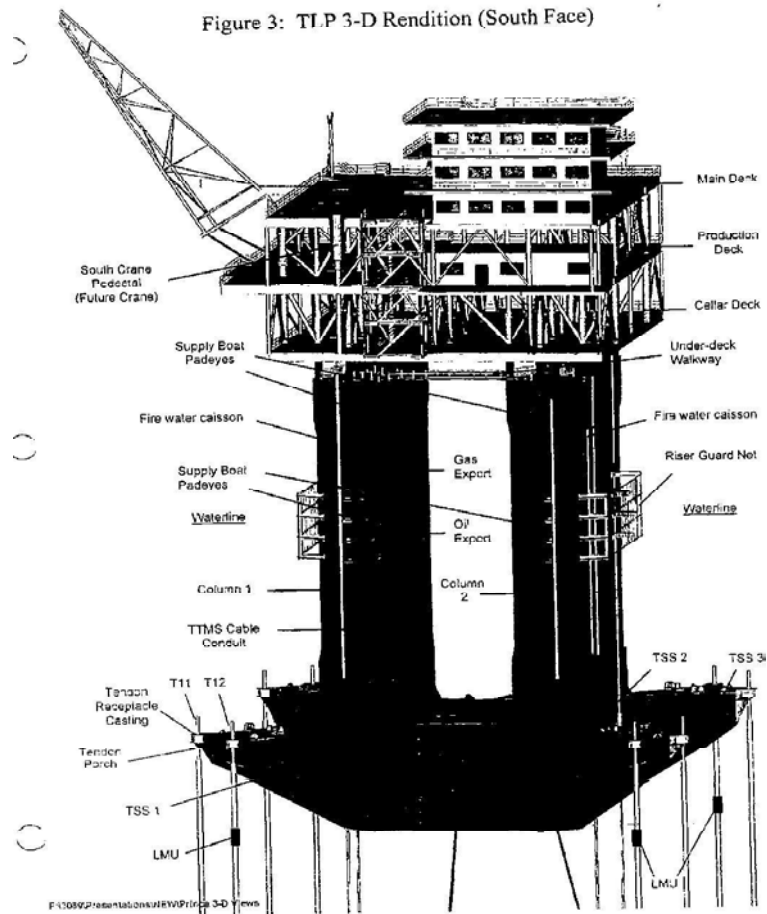 Figure 3: TLP 3-D Rendition (South Face)
Main Deck
Production
Deck
South Crane
Pedestal
(Future Crane)
Cellar Deck
Supply Boat
Padeyes
Under-deck
Walkway
Fire water caisson
Fire water caisson
Gas
Export
Riser Guard Net
Supply Boat
Padeyes
Waterline
Waterline
Oil
Export
Column 1
Column
2
TTMS Cable
Conduit
TSS 2
TSS 3
T11
T12
Tendon
Receptacle
Casting
Tendon
Porch
TSS 1
LMU
LMU